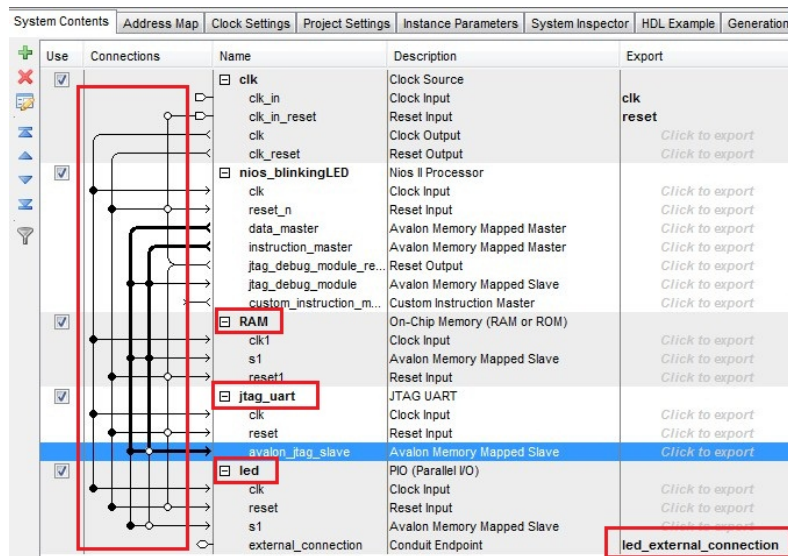 System Contents Address Map Clock Settings Project Settings Instance Parameters System Inspector HDL Example Generation
Use Connections Name Description Export
clk Clock Source
clk_in Clock Input clk
clk_in_reset Reset Input reset
clk Clock Output Click to export
clk_reset Reset Output Click to export
nios_blinkingLED Nios II Processor
clk Clock Input Click to export
reset_n Reset Input Click to export
data_master Avalon Memory Mapped Master Click to export
instruction_master Avalon Memory Mapped Master Click to export
jtag_debug_module_re... Reset Output Click to export
jtag_debug_module Avalon Memory Mapped Slave Click to export
custom_instruction_m... Custom Instruction Master Click to export
RAM On-Chip Memory (RAM or ROM)
clk1 Clock Input Click to export
s1 Avalon Memory Mapped Slave Click to export
reset1 Reset Input Click to export
jtag_uart JTAG UART
clk Clock Input Click to export
reset Reset Input Click to export
avalon_jtag_slave Avalon Memory Mapped Slave Click to export
led PIO (Parallel I/O)
clk Clock Input Click to export
reset Reset Input Click to export
s1 Avalon Memory Mapped Slave Click to export
external_connection Conduit Endpoint led_external_connection